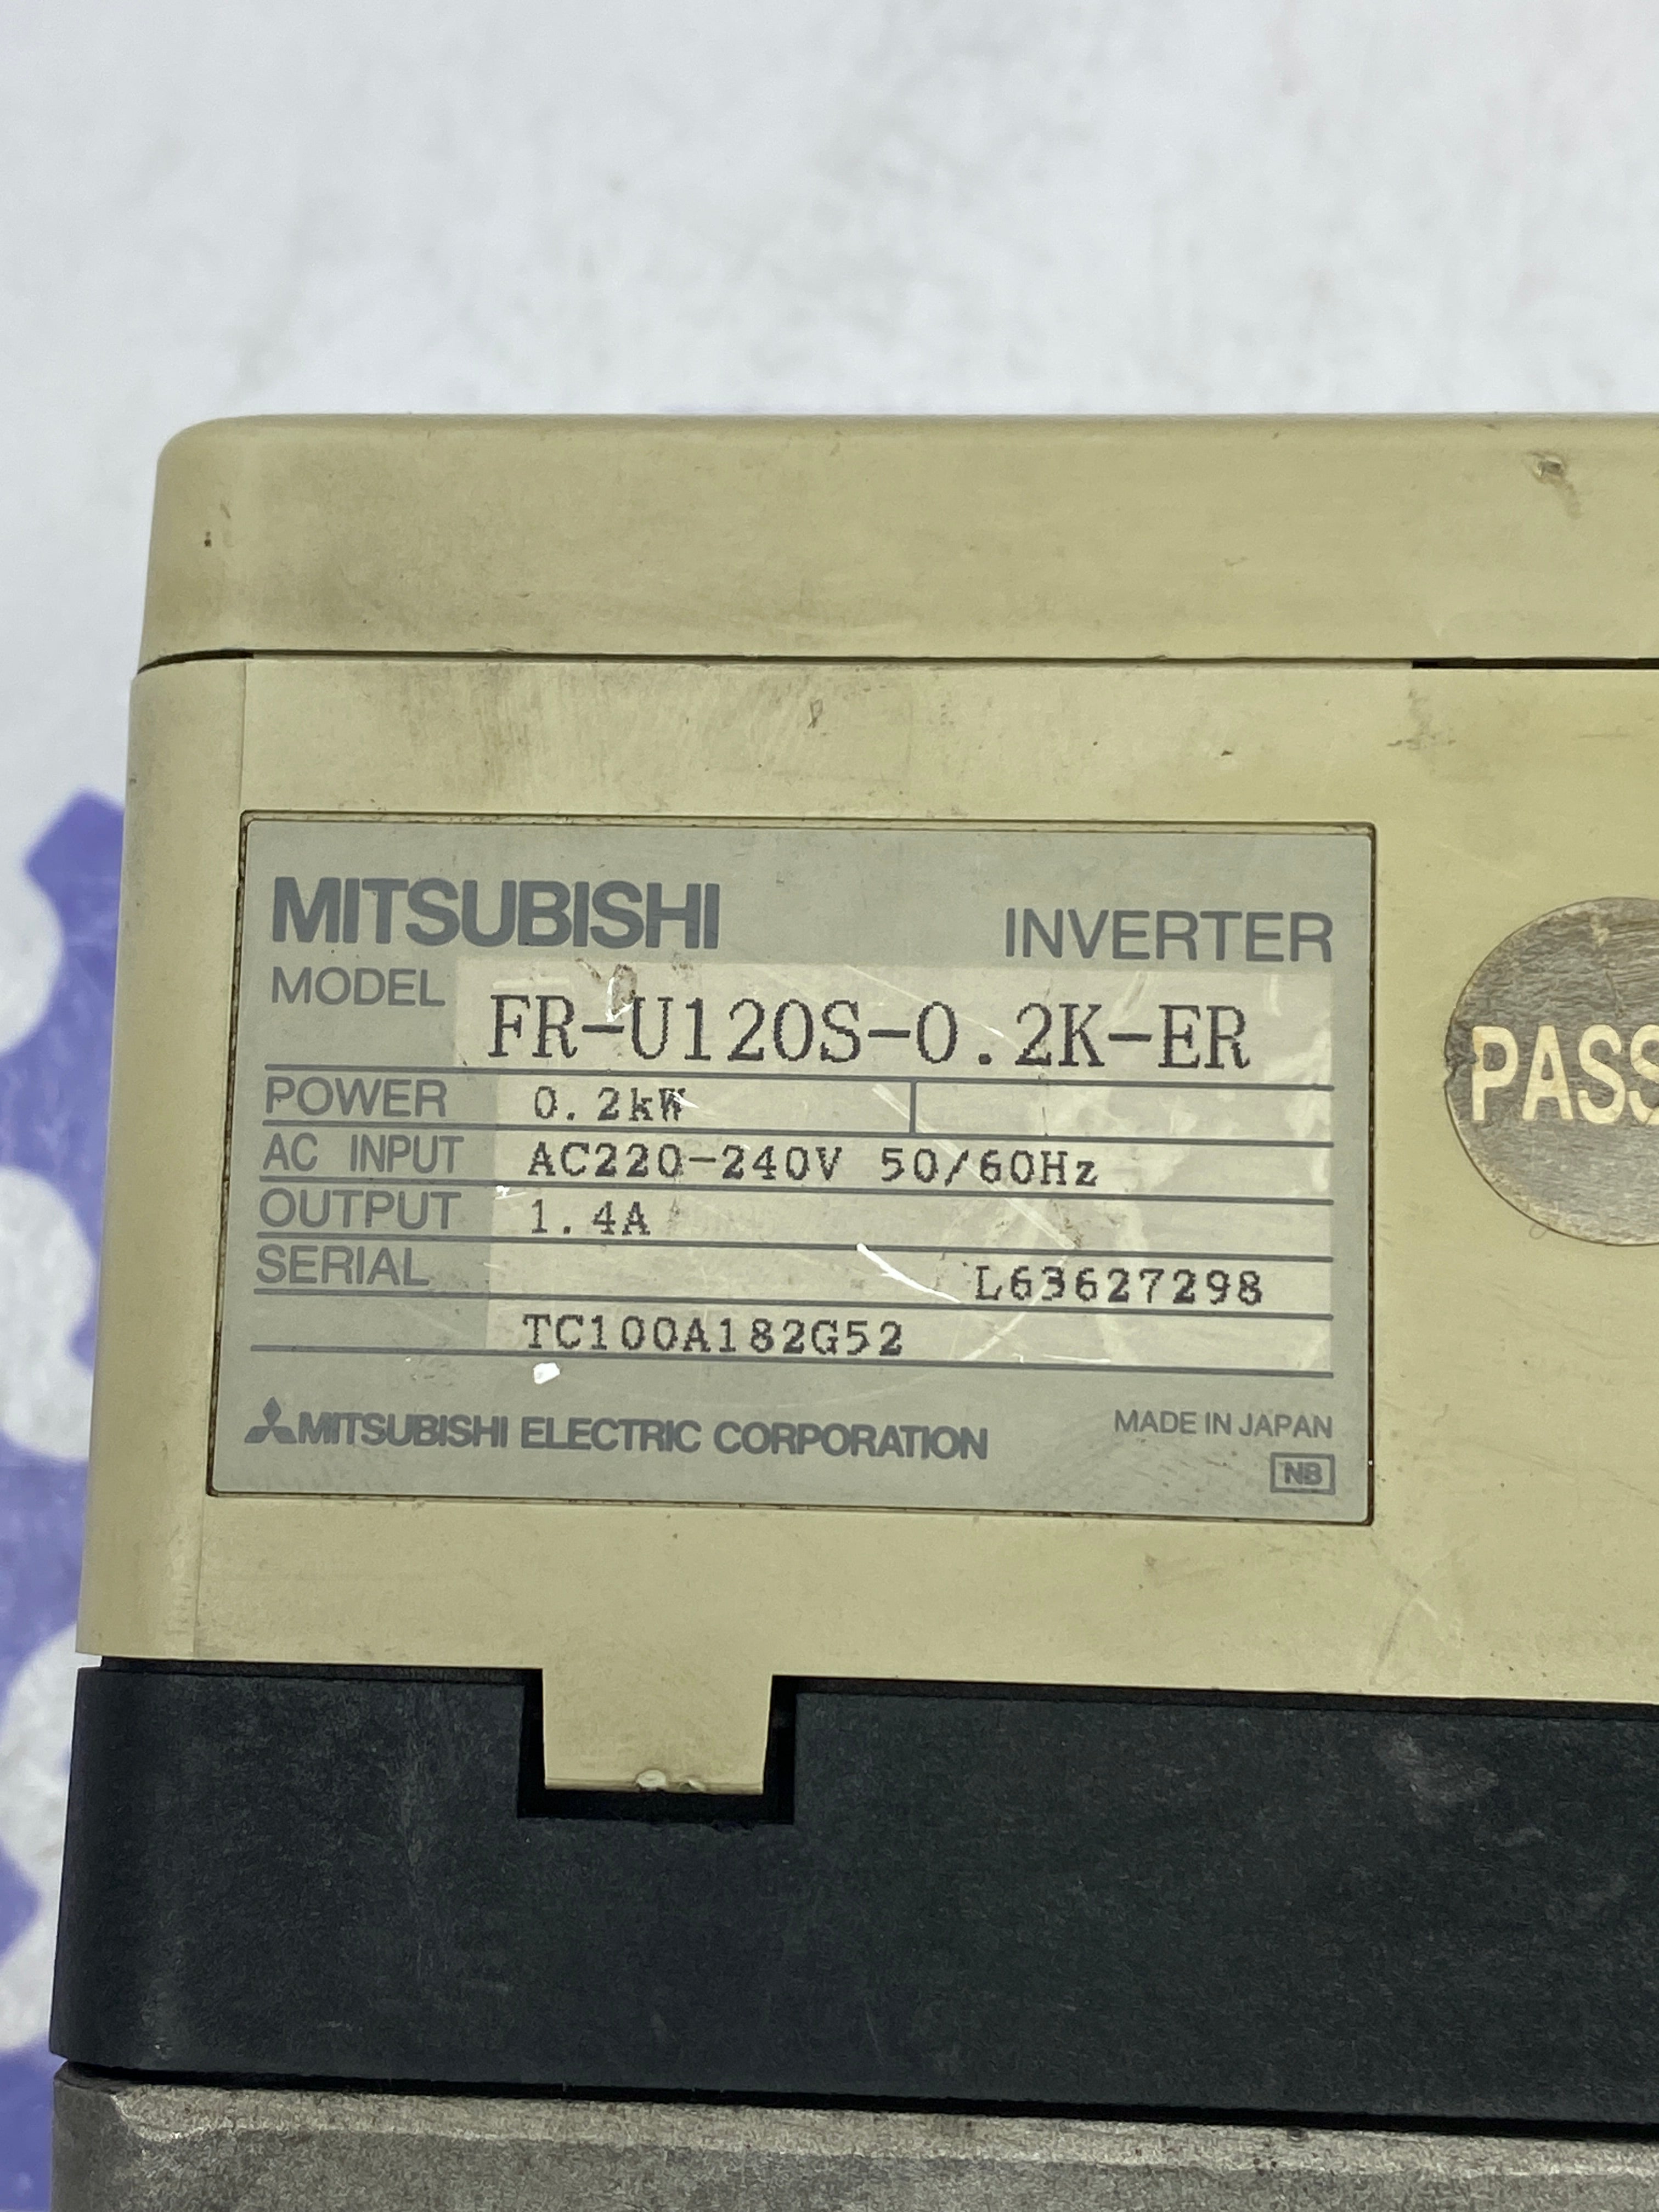 MITSUBISHI INVERTER
MODEL FR-U120S-0.2K-ER
POWER 0.2kW
AC INPUT AC220-240V 50/60Hz
OUTPUT 1.4A
SERIAL L63627298
TC100A182G52
MITSUBISHI ELECTRIC CORPORATION MADE IN JAPAN
NB
PASS